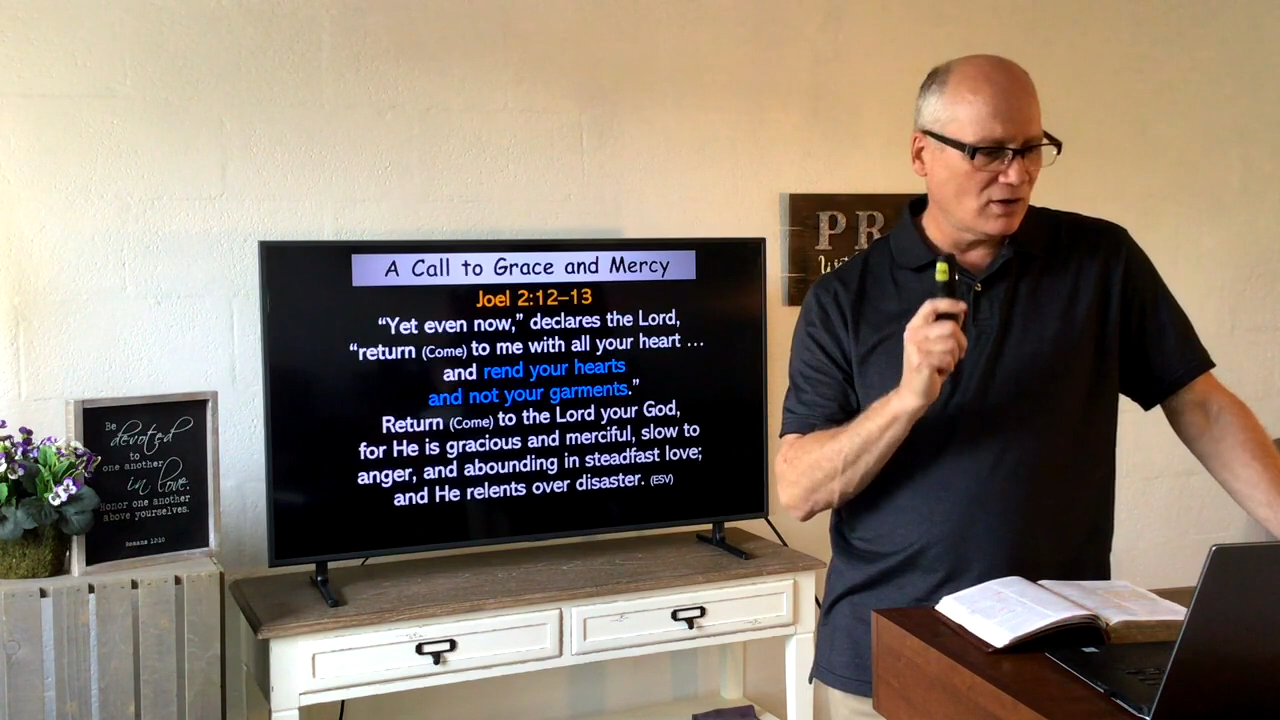 A Call to Grace and Mercy
Joel 2:12–13
“Yet even now,” declares the Lord,
“return (Come) to me with all your heart …
and rend your hearts
and not your garments.”
Return (Come) to the Lord your God,
for He is gracious and merciful, slow to
anger, and abounding in steadfast love;
and He relents over disaster. (ESV)
Be
devoted
to
one another
in love.
Honor one another
above yourselves.
Romans 12:10
PR